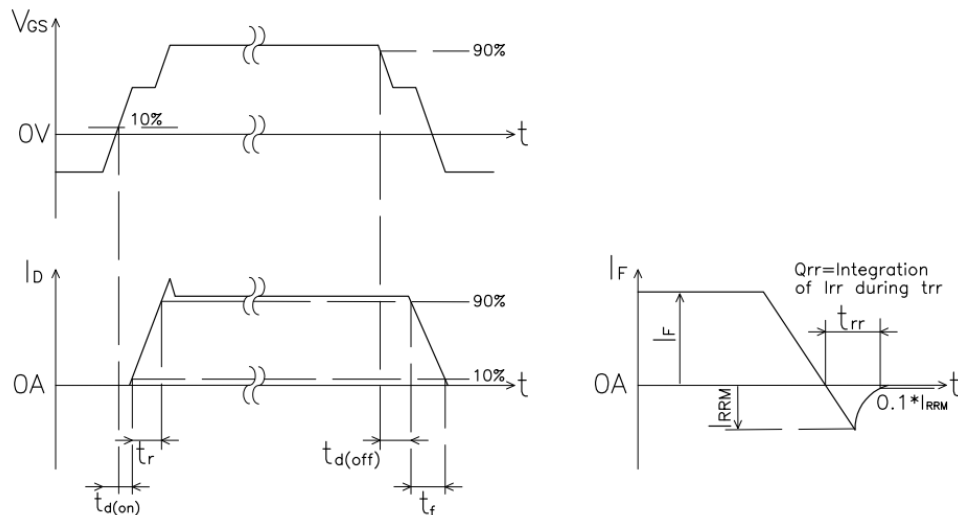 VGS
90%
10%
0V
t
ID
90%
0A
10%
t
tr
td(off)
td(on)
tf
IF
Qrr=Integration
of Irr during trr
trr
IF
0A
t
IRRM
0.1*IRRM